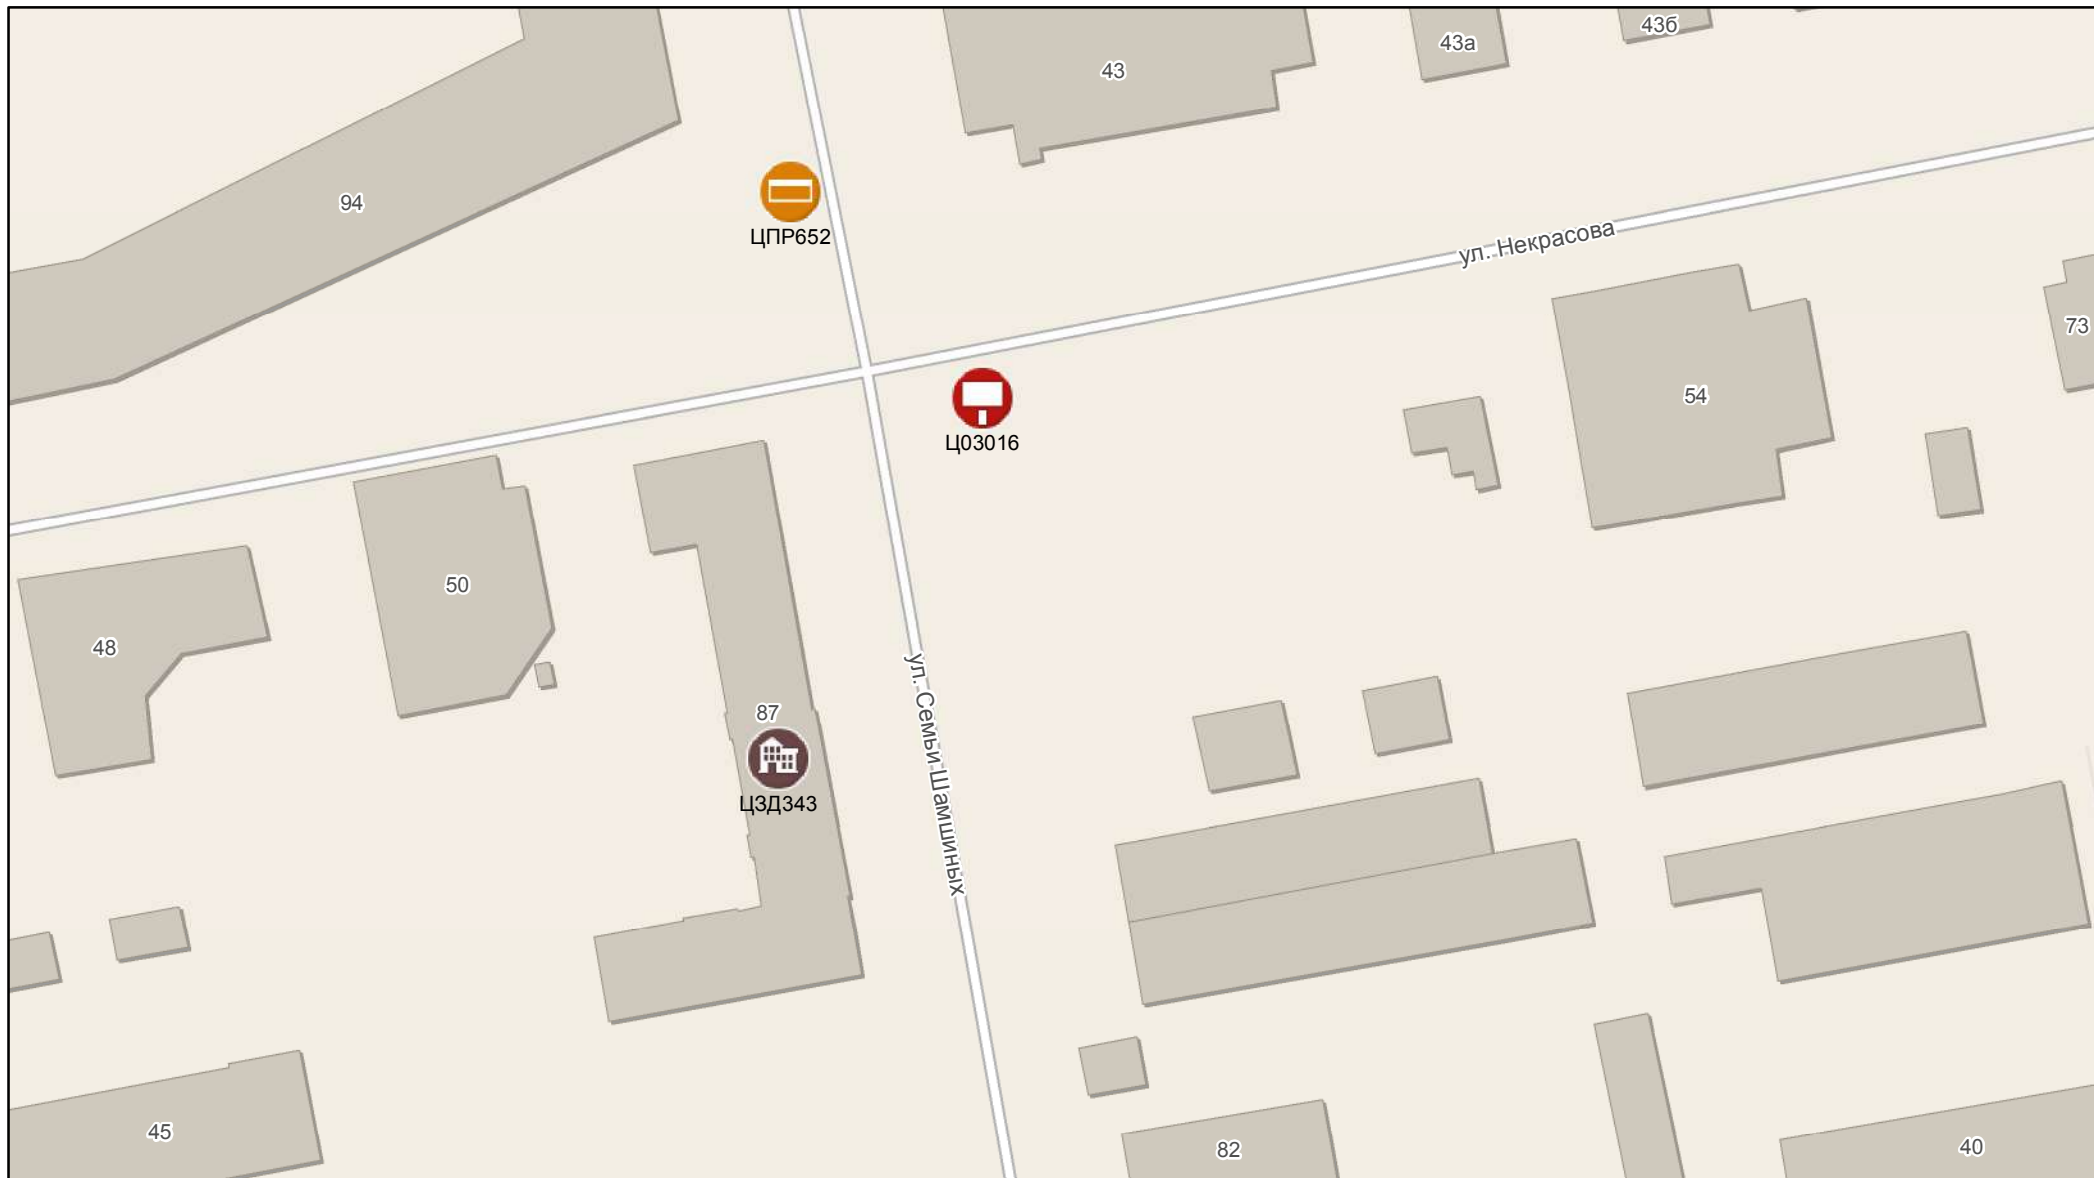 43б
43а
43
94
ЦПР652
ул. Некрасова
73
54
Ц03016
50
48
87
ЦЗД343
ул. Семьи Шамшиных
45
82
40